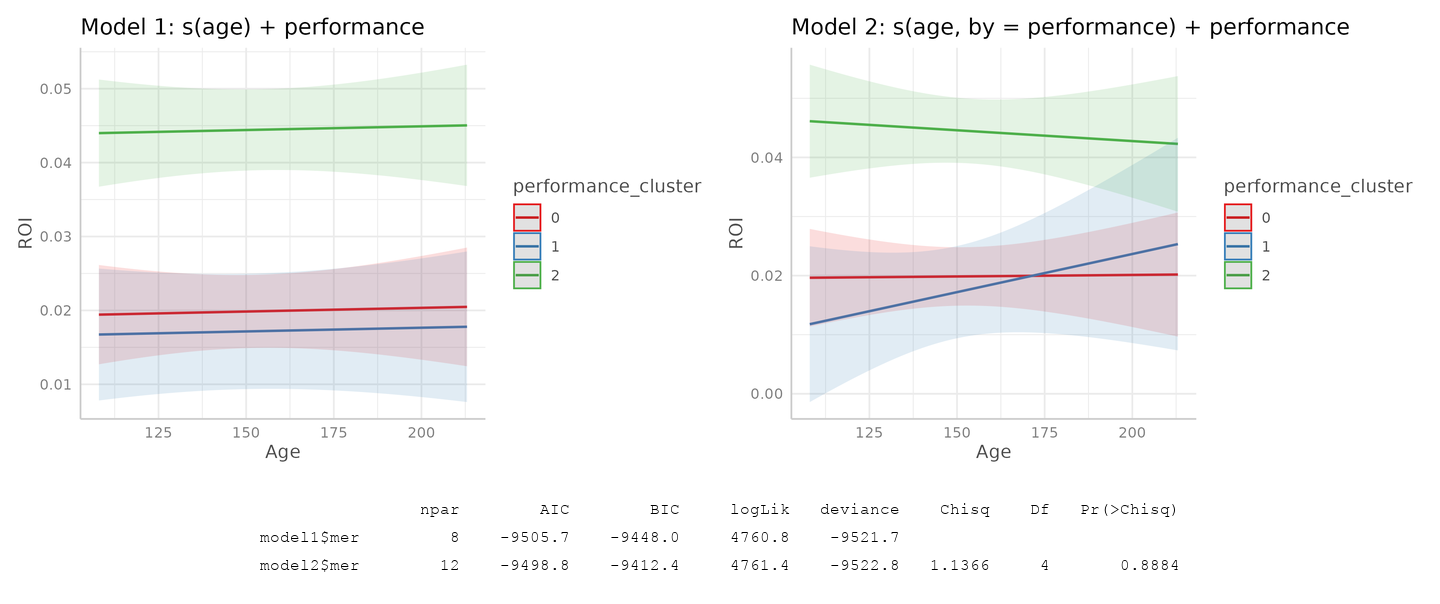 Model 1: s(age) + performance
0.05
0.04
0.03
0.02
0.01
ROI
125 150 175 200
Age
performance_cluster
0
1
2
Model 2: s(age, by = performance) + performance
0.04
0.02
0.00
ROI
125 150 175 200
Age
performance_cluster
0
1
2
npar AIC BIC logLik deviance Chisq Df Pr(>Chisq)
model1$mer 8 -9505.7 -9448.0 4760.8 -9521.7
model2$mer 12 -9498.8 -9412.4 4761.4 -9522.8 1.1366 4 0.8884